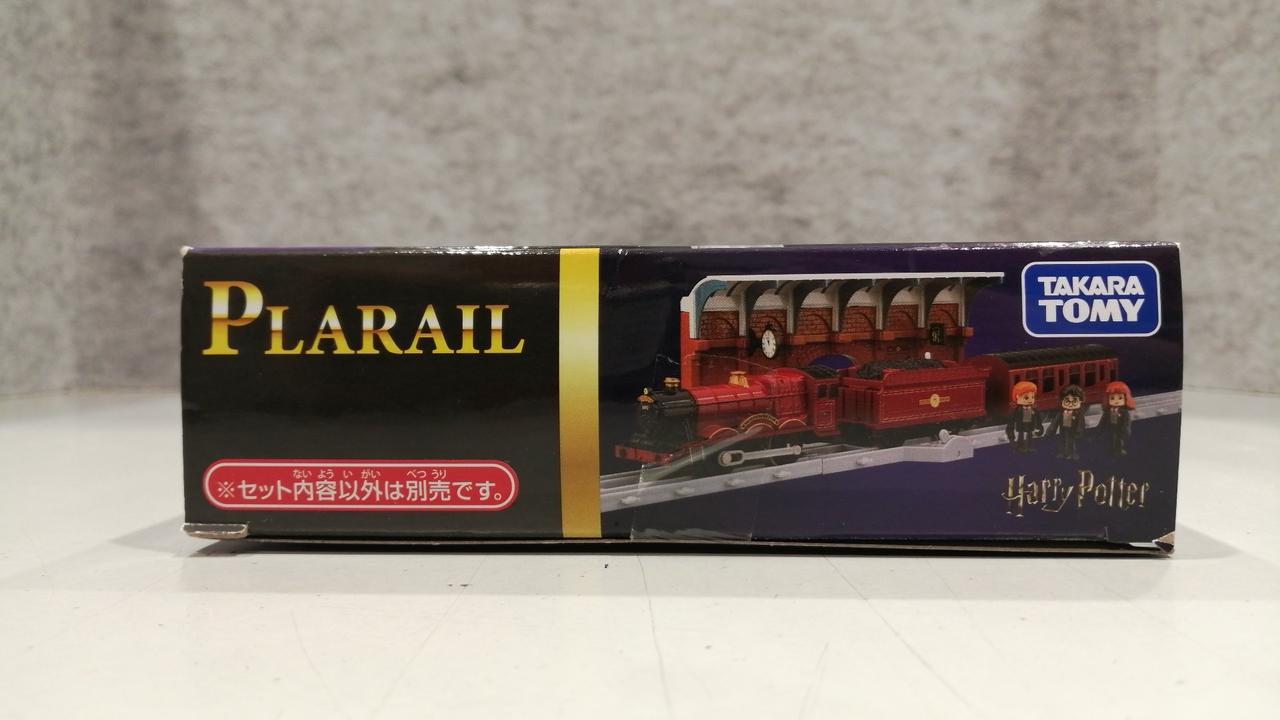 PLARAIL
ない よう い がい べつ うり
※セット内容以外は別売です。
TAKARA
TOMY
Harry Potter